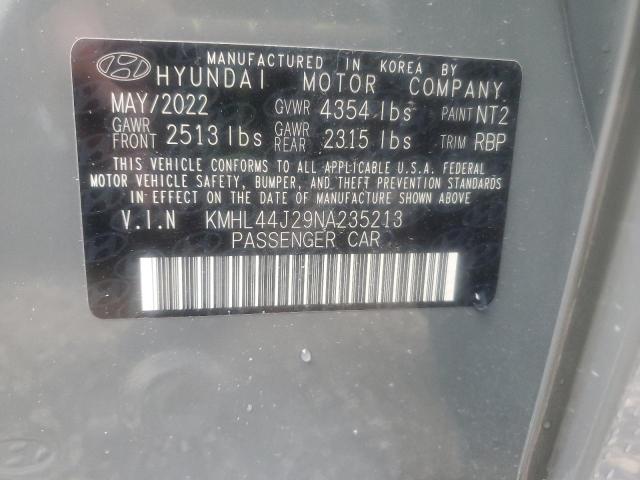 MANUFACTURED IN KOREA BY
HYUNDAI MOTOR COMPANY
MAY/2022 GVWR 4354 lbs PAINT NT2
GAWR FRONT 2513 lbs GAWR REAR 2315 lbs TRIM RBP
THIS VEHICLE CONFORMS TO ALL APPLICABLE U.S.A. FEDERAL
MOTOR VEHICLE SAFETY, BUMPER, AND THEFT PREVENTION STANDARDS
IN EFFECT ON THE DATE OF MANUFACTURE SHOWN ABOVE
V.I.N KMHL44J29NA235213
PASSENGER CAR